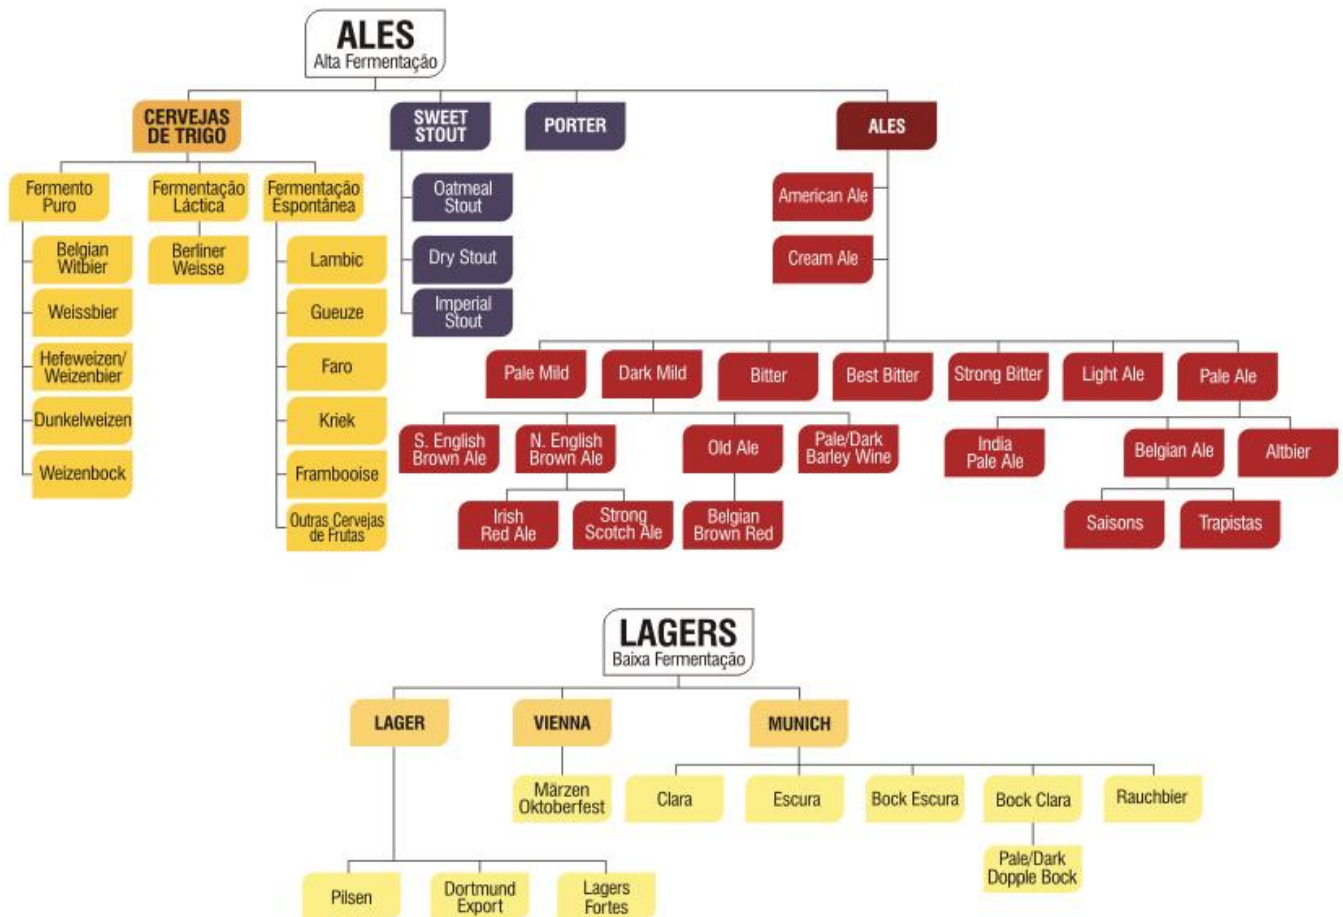 ALES
Alta Fermentação
CERVEJAS
DE TRIGO
SWEET
STOUT
PORTER
ALES
Fermento
Puro
Fermentação
Láctica
Fermentação
Espontânea
Belgian
Witbier
Weissbier
Hefeweizen/
Weizenbier
Dunkelweizen
Weizenbock
Berliner
Weisse
Lambic
Gueuze
Faro
Kriek
Frambooise
Outras Cervejas
de Frutas
Oatmeal
Stout
Dry Stout
Imperial
Stout
American Ale
Cream Ale
Pale Mild
Dark Mild
Bitter
Best Bitter
Strong Bitter
Light Ale
Pale Ale
S. English
Brown Ale
N. English
Brown Ale
Old Ale
Pale/Dark
Barley Wine
India
Pale Ale
Belgian Ale
Altbier
Irish
Red Ale
Strong
Scotch Ale
Belgian
Brown Red
Saisons
Trapistas
LAGERS
Baixa Fermentação
LAGER
VIENNA
MUNICH
Märzen
Oktoberfest
Clara
Escura
Bock Escura
Bock Clara
Rauchbier
Pale/Dark
Dopple Bock
Pilsen
Dortmund
Export
Lagers
Fortes